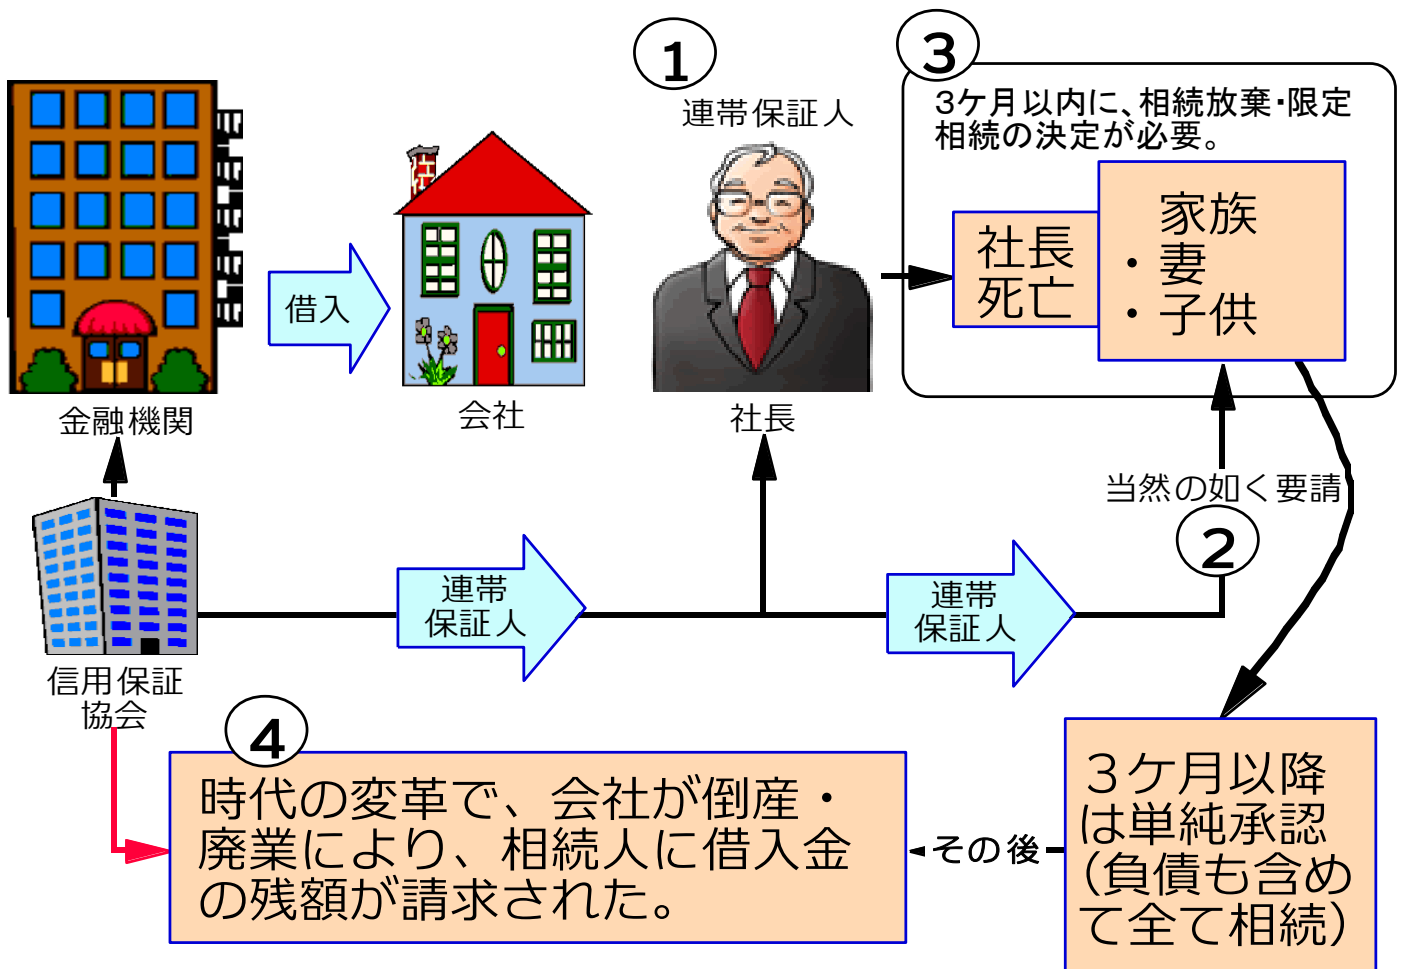 ①
連帯保証人
③
3ケ月以内に、相続放棄・限定
相続の決定が必要。
社長
死亡
家族
・妻
・子供
借入
金融機関
会社
社長
当然の如く要請
②
連帯
保証人
連帯
保証人
信用保証
協会
④
時代の変革で、会社が倒産・
廃業により、相続人に借入金
の残額が請求された。
その後
３ケ月以降
は単純承認
（負債も含め
て全て相続）